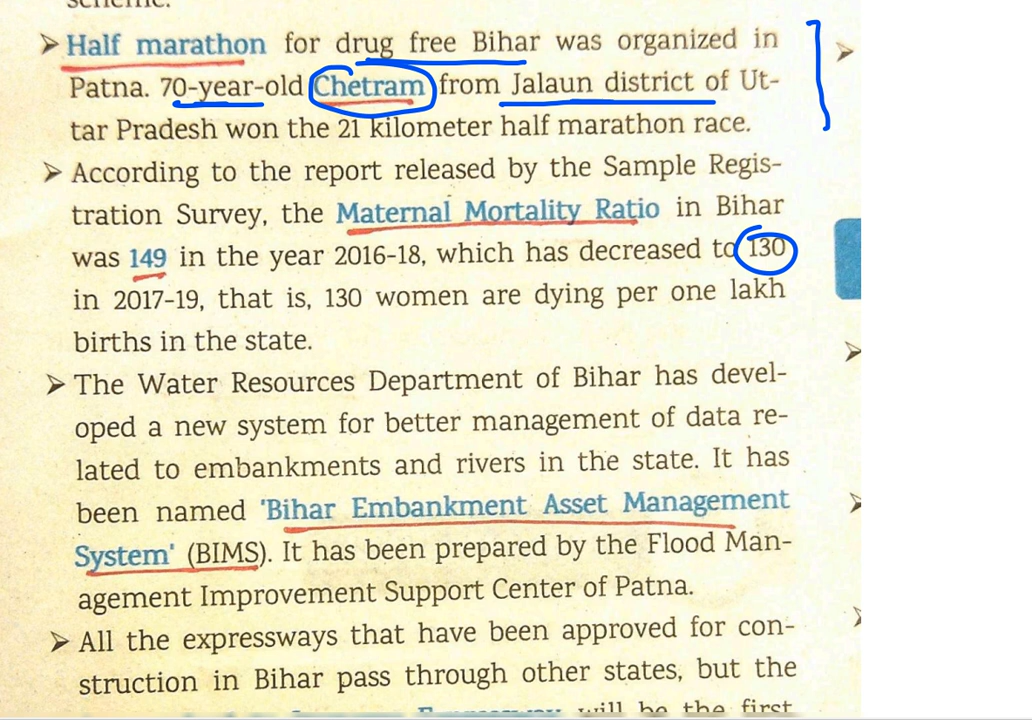 scheme.
➢ Half marathon for drug free Bihar was organized in
Patna. 70-year-old Chetram from Jalaun district of Ut-
tar Pradesh won the 21 kilometer half marathon race.
➢ According to the report released by the Sample Regis-
tration Survey, the Maternal Mortality Ratio in Bihar
was 149 in the year 2016-18, which has decreased to 130
in 2017-19, that is, 130 women are dying per one lakh
births in the state.
➢ The Water Resources Department of Bihar has devel-
oped a new system for better management of data re-
lated to embankments and rivers in the state. It has
been named 'Bihar Embankment Asset Management
System' (BIMS). It has been prepared by the Flood Man-
agement Improvement Support Center of Patna.
➢ All the expressways that have been approved for con-
struction in Bihar pass through other states, but the
Expressway will be the first